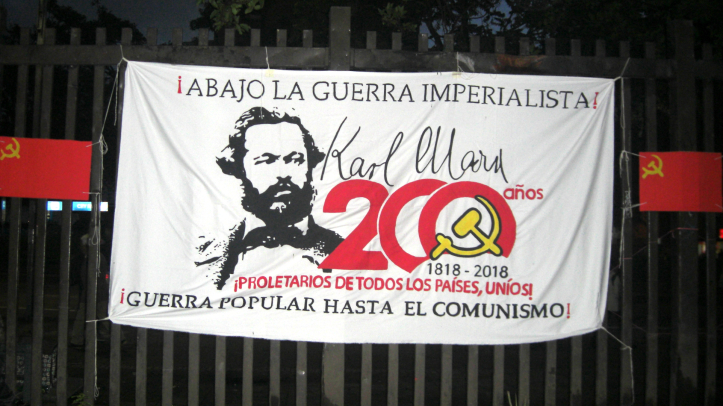 ¡ABAJO LA GUERRA IMPERIALISTA!
Karl Marx
200 años
1818 - 2018
¡PROLETARIOS DE TODOS LOS PAÍSES, UNÍOS!
¡GUERRA POPULAR HASTA EL COMUNISMO!